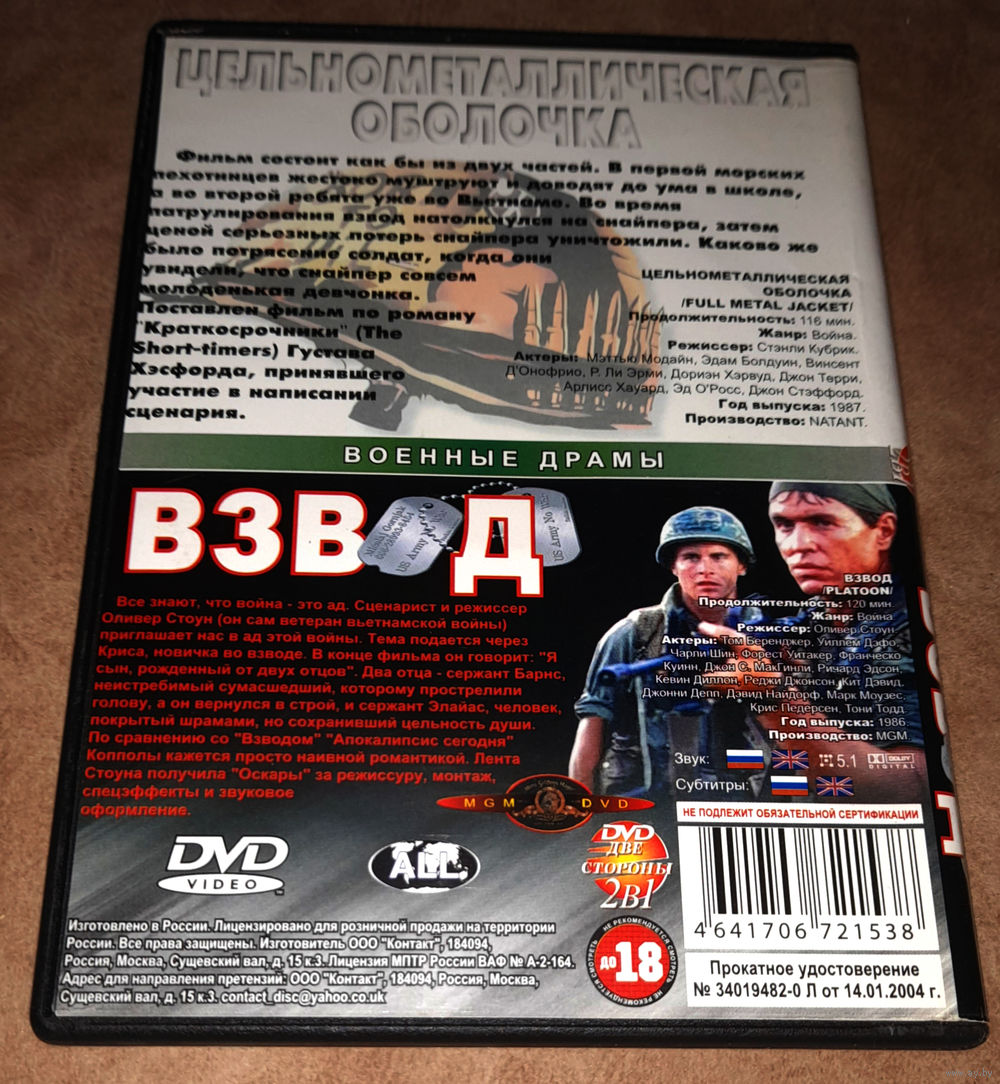 ЦЕЛЬНОМЕТАЛЛИЧЕСКАЯ
ОБОЛОЧКА
Фильм состоит как бы из двух частей. В первой морских
пехотинцев жестоко муштруют и доводят до ума в школе,
а во второй ребята уже во Вьетнаме. Во время
патрулирования взвод натолкнулся на снайпера, затем
ценой серьезных потерь снайпера уничтожили. Каково же
было потрясение солдат, когда они
увидели, что снайпер совсем
молоденькая девчонка.
Поставлен фильм по роману
"Краткосрочники" (The
Short-timers) Густава
Хэсфорда, принявшего
участие в написании
сценария.
ЦЕЛЬНОМЕТАЛЛИЧЕСКАЯ
ОБОЛОЧКА
/FULL METAL JACKET/
Продолжительность: 116 мин.
Жанр: Война.
Режиссер: Стэнли Кубрик.
Актеры: Мэттью Модайн, Эдам Болдуин, Винсент
Д'Онофрио, Р. Ли Эрми, Дориэн Хэрвуд, Джон Терри,
Арлисс Хауард, Эд О'Росс, Джон Стэффорд.
Год выпуска: 1987.
Производство: NATANT.
ВОЕННЫЕ ДРАМЫ
ВЗВОД
US Army No
US Army No
Все знают, что война - это ад. Сценарист и режиссер
Оливер Стоун (он сам ветеран вьетнамской войны)
приглашает нас в ад этой войны. Тема подается через
Криса, новичка во взводе. В конце фильма он говорит: "Я
сын, рожденный от двух отцов". Два отца - сержант Барнс,
неистребимый сумасшедший, которому прострелили
голову, а он вернулся в строй, и сержант Элайас, человек,
покрытый шрамами, но сохранивший цельность души.
По сравнению со "Взводом" "Апокалипсис сегодня"
Копполы кажется просто наивной романтикой. Лента
Стоуна получила "Оскары" за режиссуру, монтаж,
спецэффекты и звуковое
оформление.
ВЗВОД
/PLATOON/
Продолжительность: 120 мин.
Жанр: Война.
Режиссер: Оливер Стоун.
Актеры: Том Беренджер, Уиллем Дэфо,
Чарли Шин, Форест Уитакер, Франческо
Куинн, Джон С. МакГинли, Ричард Эдсон,
Кевин Диллон, Реджи Джонсон, Кит Дэвид,
Джонни Депп, Дэвид Найдорф, Марк Моузес,
Крис Педерсен, Тони Тодд.
Год выпуска: 1986.
Производство: MGM.
Звук: 5.1 DOLBY DIGITAL
Субтитры:
MGM DVD
НЕ ПОДЛЕЖИТ ОБЯЗАТЕЛЬНОЙ СЕРТИФИКАЦИИ
DVD
VIDEO
ALL
DVD
ДВЕ
СТОРОНЫ
2в1
4 641706 721538
Изготовлено в России. Лицензировано для розничной продажи на территории
России. Все права защищены. Изготовитель ООО "Контакт", 184094,
Россия, Москва, Сущевский вал, д. 15 к.3. Лицензия МПТР России ВАФ № А-2-164.
Адрес для направления претензий: ООО "Контакт", 184094, Россия, Москва,
Сущевский вал, д. 15 к.3. contact_disc@yahoo.co.uk
НЕ РЕКОМЕНДУЕТСЯ СМОТРЕТЬ
до 18
Прокатное удостоверение
№ 34019482-0 Л от 14.01.2004 г.
www.ay.by